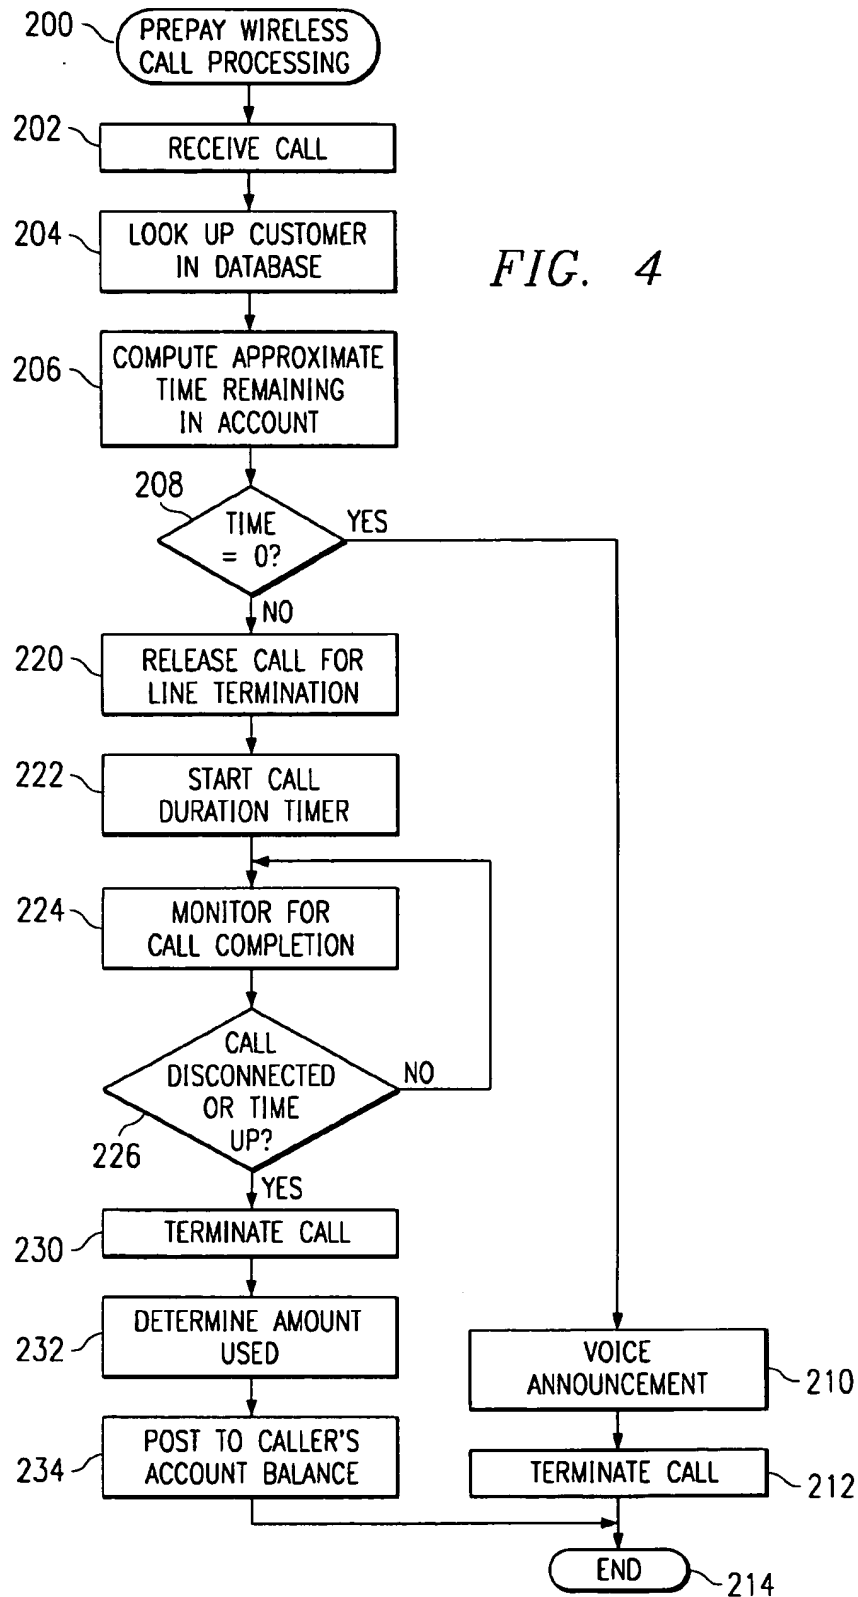 200
PREPAY WIRELESS
CALL PROCESSING
202
RECEIVE CALL
204
LOOK UP CUSTOMER
IN DATABASE
FIG. 4
206
COMPUTE APPROXIMATE
TIME REMAINING
IN ACCOUNT
208
TIME
= 0?
YES
NO
220
RELEASE CALL FOR
LINE TERMINATION
222
START CALL
DURATION TIMER
224
MONITOR FOR
CALL COMPLETION
CALL
DISCONNECTED
OR TIME
UP?
NO
226
YES
230
TERMINATE CALL
232
DETERMINE AMOUNT
USED
234
POST TO CALLER'S
ACCOUNT BALANCE
VOICE
ANNOUNCEMENT
210
TERMINATE CALL
212
END
214